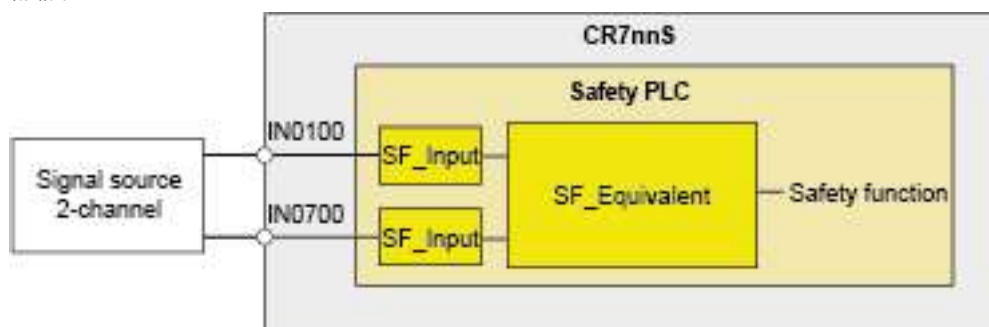 CR7nnS
Safety PLC
IN0100
SF_Input
Signal source
2-channel
SF_Equivalent
Safety function
IN0700
SF_Input